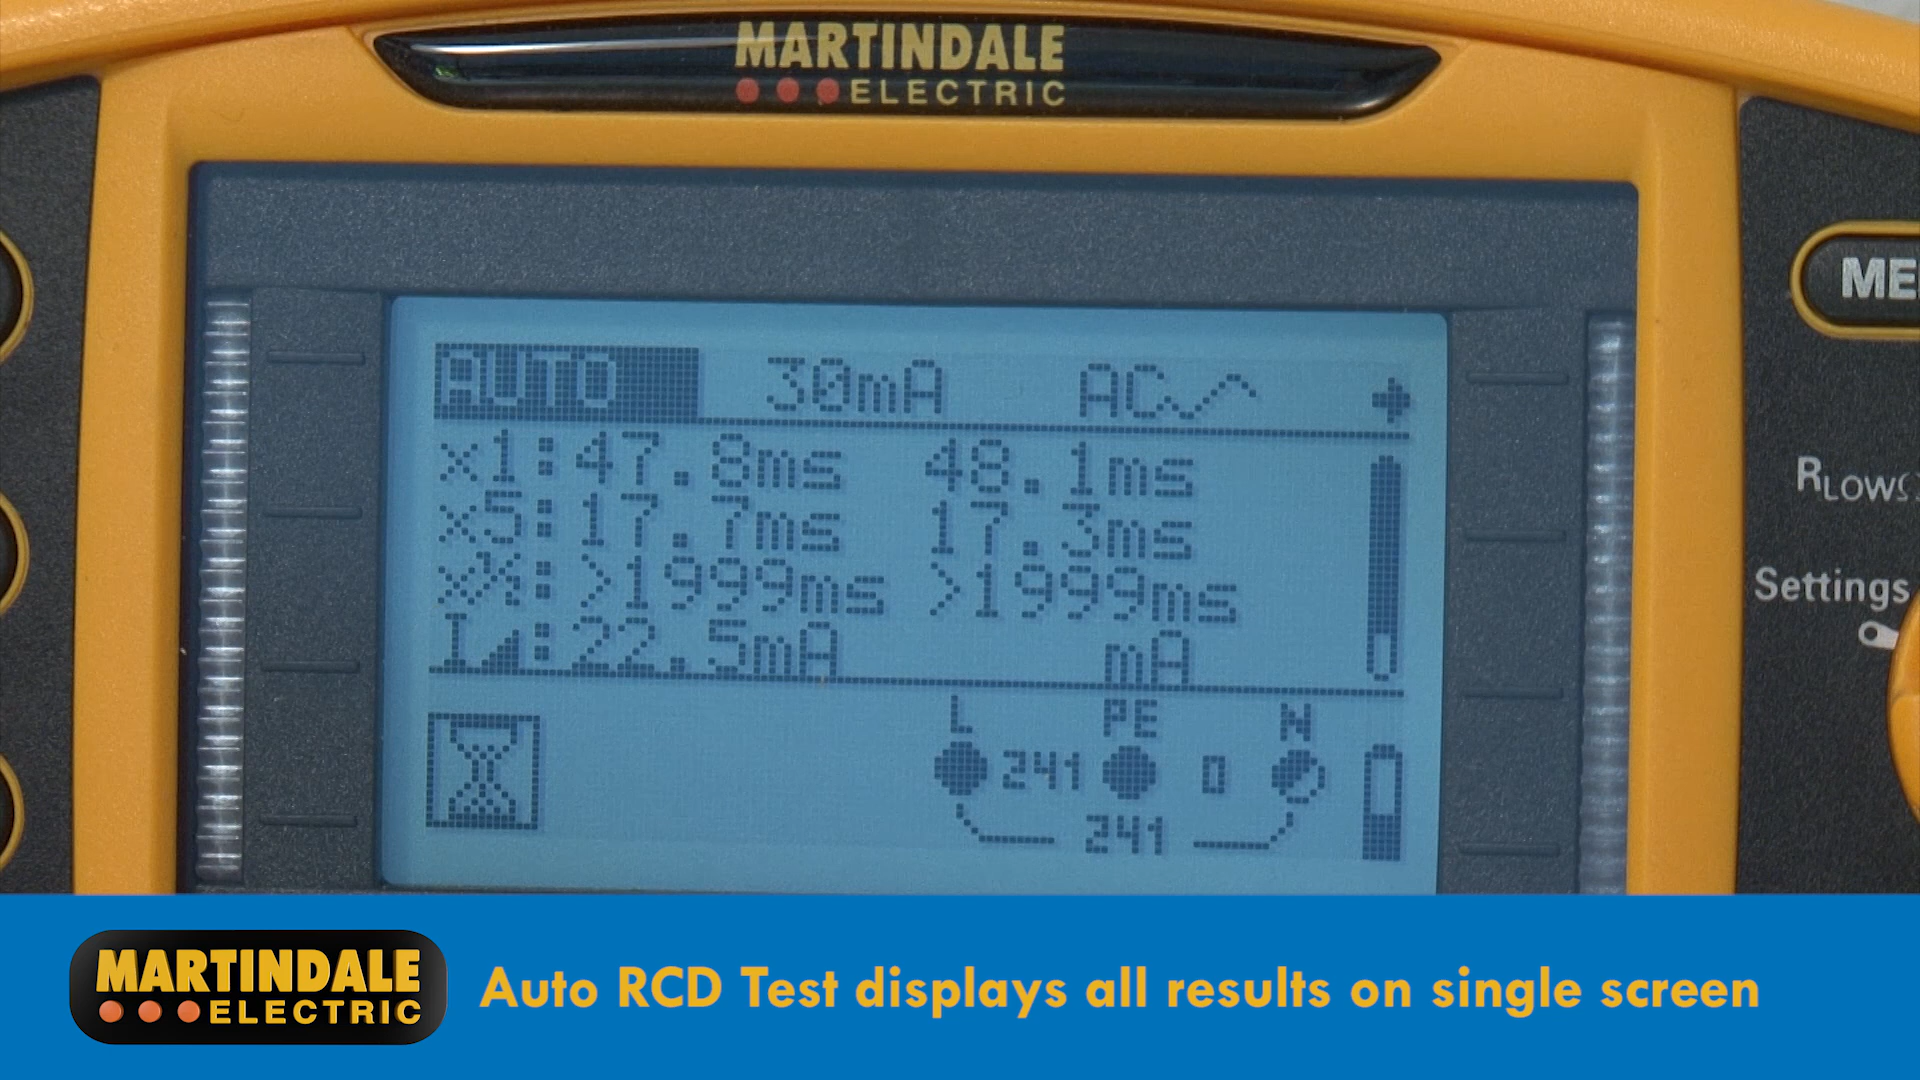 MARTINDALE
ELECTRIC
ME
AUTO 30mA AC
x1:47.8ms 48.1ms
x5:17.7ms 17.3ms
x½:>1999ms >1999ms
I◢:22.5mA mA
RLOWΩ
Settings
L PE N
241 0
241
MARTINDALE
ELECTRIC
Auto RCD Test displays all results on single screen